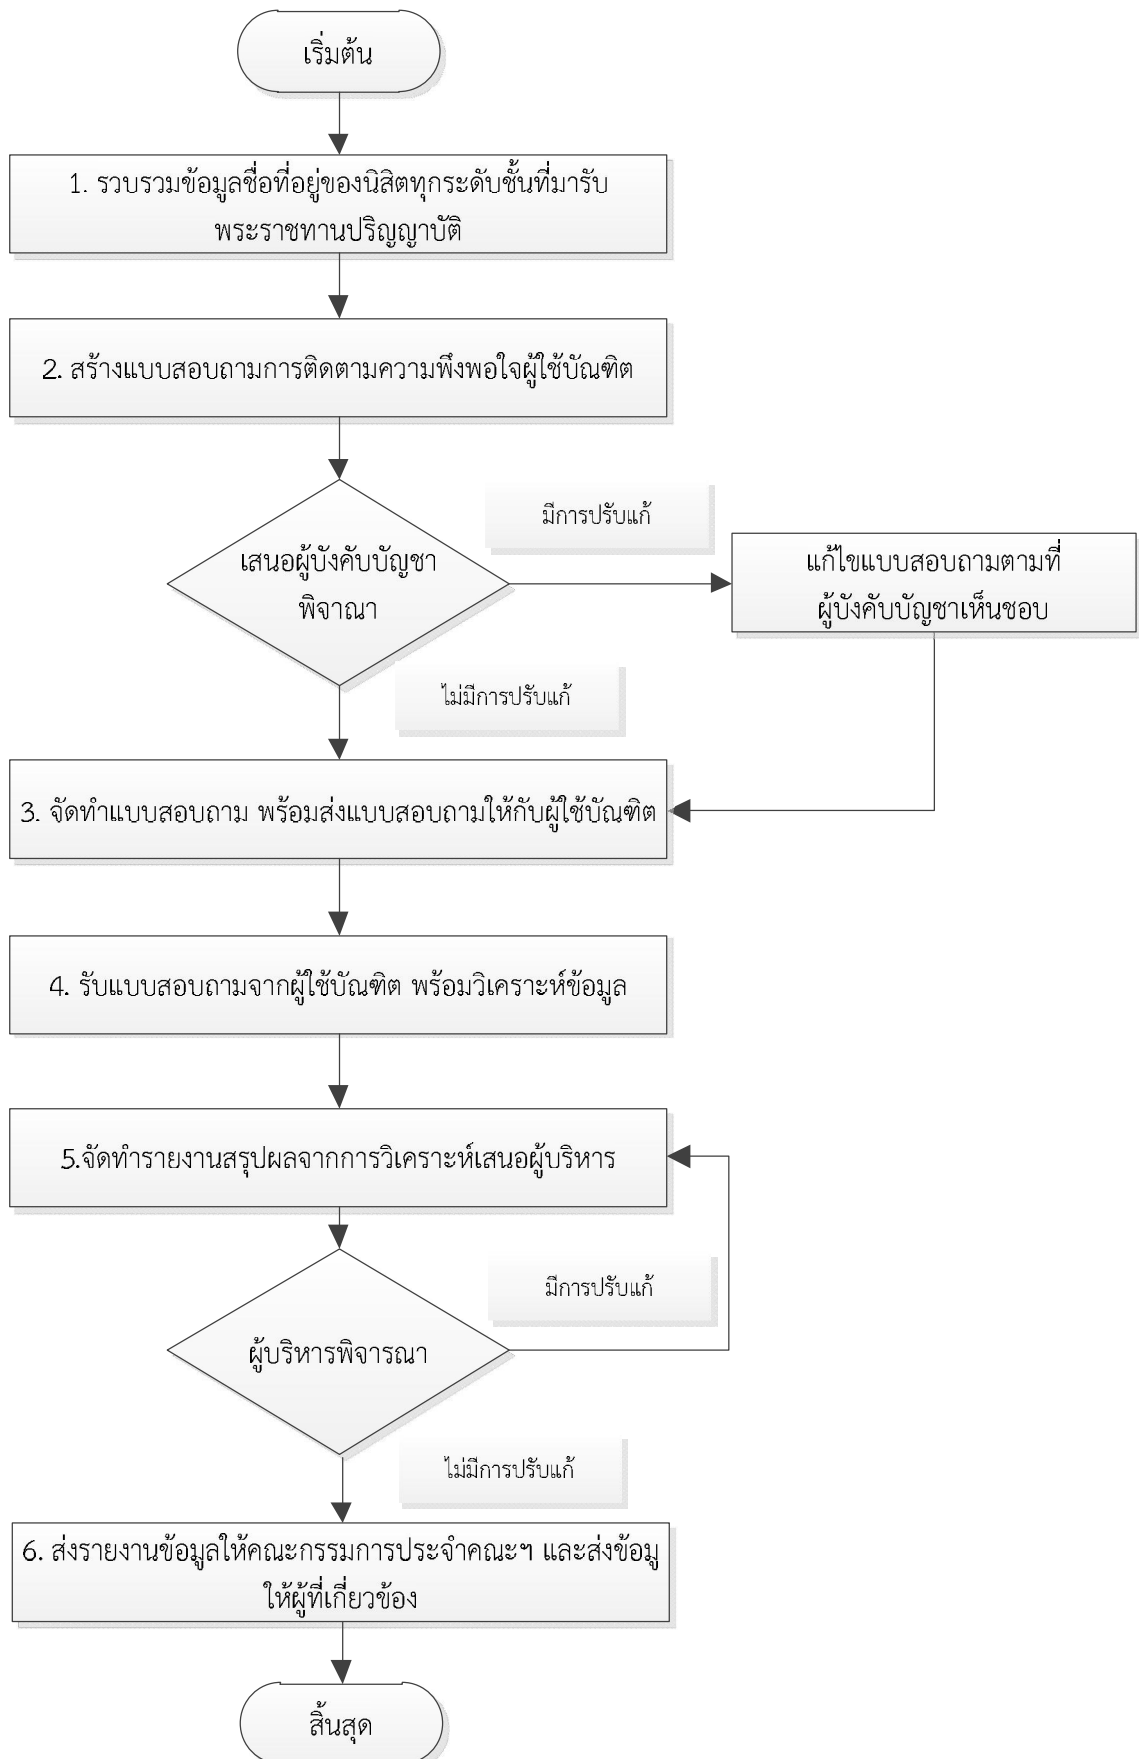 เริ่มต้น
1. รวบรวมข้อมูลชื่อที่อยู่ของนิสิตทุกระดับชั้นที่มารับ
พระราชทานปริญญาบัติ
2. สร้างแบบสอบถามการติดตามความพึงพอใจผู้ใช้บัณฑิต
มีการปรับแก้
เสนอผู้บังคับบัญชา
พิจาณา
แก้ไขแบบสอบถามตามที่
ผู้บังคับบัญชาเห็นชอบ
ไม่มีการปรับแก้
3. จัดทำแบบสอบถาม พร้อมส่งแบบสอบถามให้กับผู้ใช้บัณฑิต
4. รับแบบสอบถามจากผู้ใช้บัณฑิต พร้อมวิเคราะห์ข้อมูล
5.จัดทำรายงานสรุปผลจากการวิเคราะห์เสนอผู้บริหาร
มีการปรับแก้
ผู้บริหารพิจารณา
ไม่มีการปรับแก้
6. ส่งรายงานข้อมูลให้คณะกรรมการประจำคณะฯ และส่งข้อมู
ให้ผู้ที่เกี่ยวข้อง
สิ้นสุด